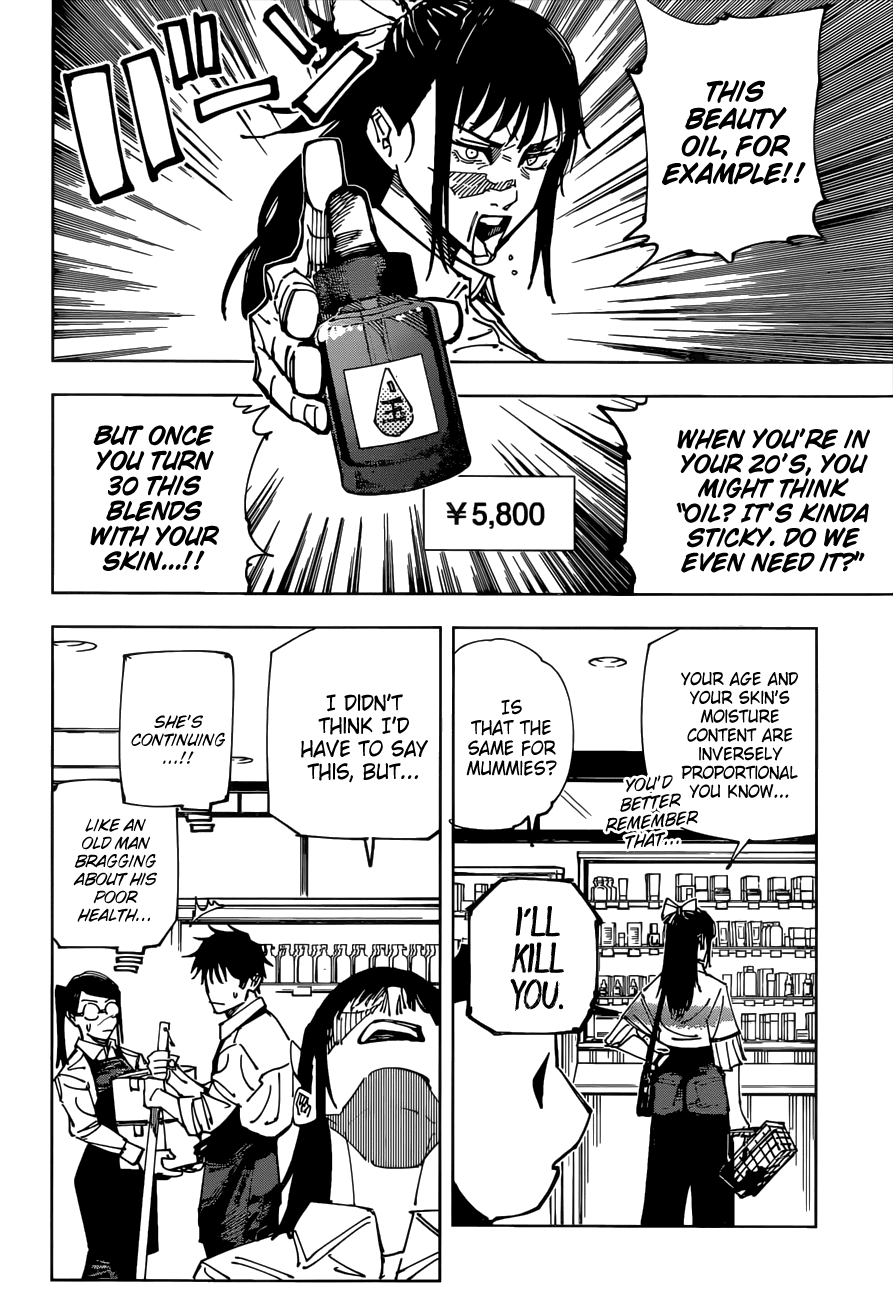 THIS
BEAUTY
OIL, FOR
EXAMPLE!!
バーン
WHEN YOU'RE IN
YOUR 20'S, YOU
MIGHT THINK
"OIL? IT'S KINDA
STICKY. DO WE
EVEN NEED IT?"
¥5,800
BUT ONCE
YOU TURN
30 THIS
BLENDS
WITH YOUR
SKIN...!!
YOUR AGE AND
YOUR SKIN'S
MOISTURE
CONTENT ARE
INVERSELY
PROPORTIONAL
YOU KNOW...
YOU'D
BETTER
REMEMBER
THAT...
IS
THAT THE
SAME FOR
MUMMIES?
I'LL
KILL
YOU.
I DIDN'T
THINK I'D
HAVE TO SAY
THIS, BUT...
SHE'S
CONTINUING
...!!
LIKE AN
OLD MAN
BRAGGING
ABOUT HIS
POOR
HEALTH...